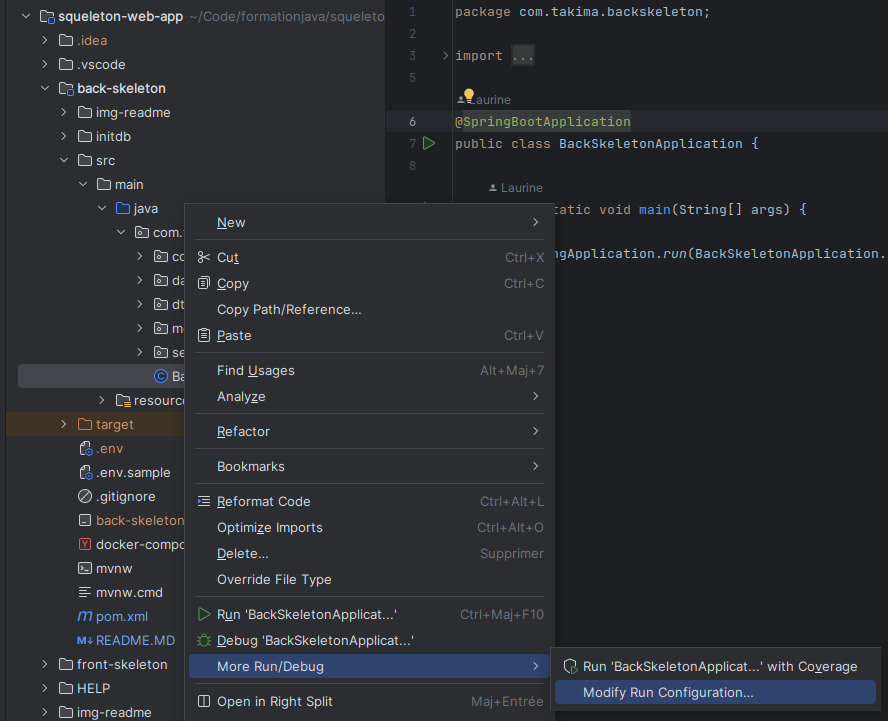 squeleton-web-app ~/Code/formationjava/squeleto
.idea
.vscode
back-skeleton
img-readme
initdb
src
main
java
com.
co
da
dt
m
se
Ba
resourc
target
.env
.env.sample
.gitignore
back-skeleton
docker-compo
mvnw
mvnw.cmd
pom.xml
README.MD
front-skeleton
HELP
img-readme
1 package com.takima.backskeleton;
2
3 import ...
5
Laurine
6 @SpringBootApplication
7 public class BackSkeletonApplication {
8
Laurine
tatic void main(String[] args) {
ngApplication.run(BackSkeletonApplication.
New
Cut Ctrl+X
Copy Ctrl+C
Copy Path/Reference...
Paste Ctrl+V
Find Usages Alt+Maj+7
Analyze
Refactor
Bookmarks
Reformat Code Ctrl+Alt+L
Optimize Imports Ctrl+Alt+O
Delete... Supprimer
Override File Type
Run 'BackSkeletonApplicat...' Ctrl+Maj+F10
Debug 'BackSkeletonApplicat...'
More Run/Debug
Open in Right Split Maj+Entrée
Run 'BackSkeletonApplicat...' with Coverage
Modify Run Configuration...